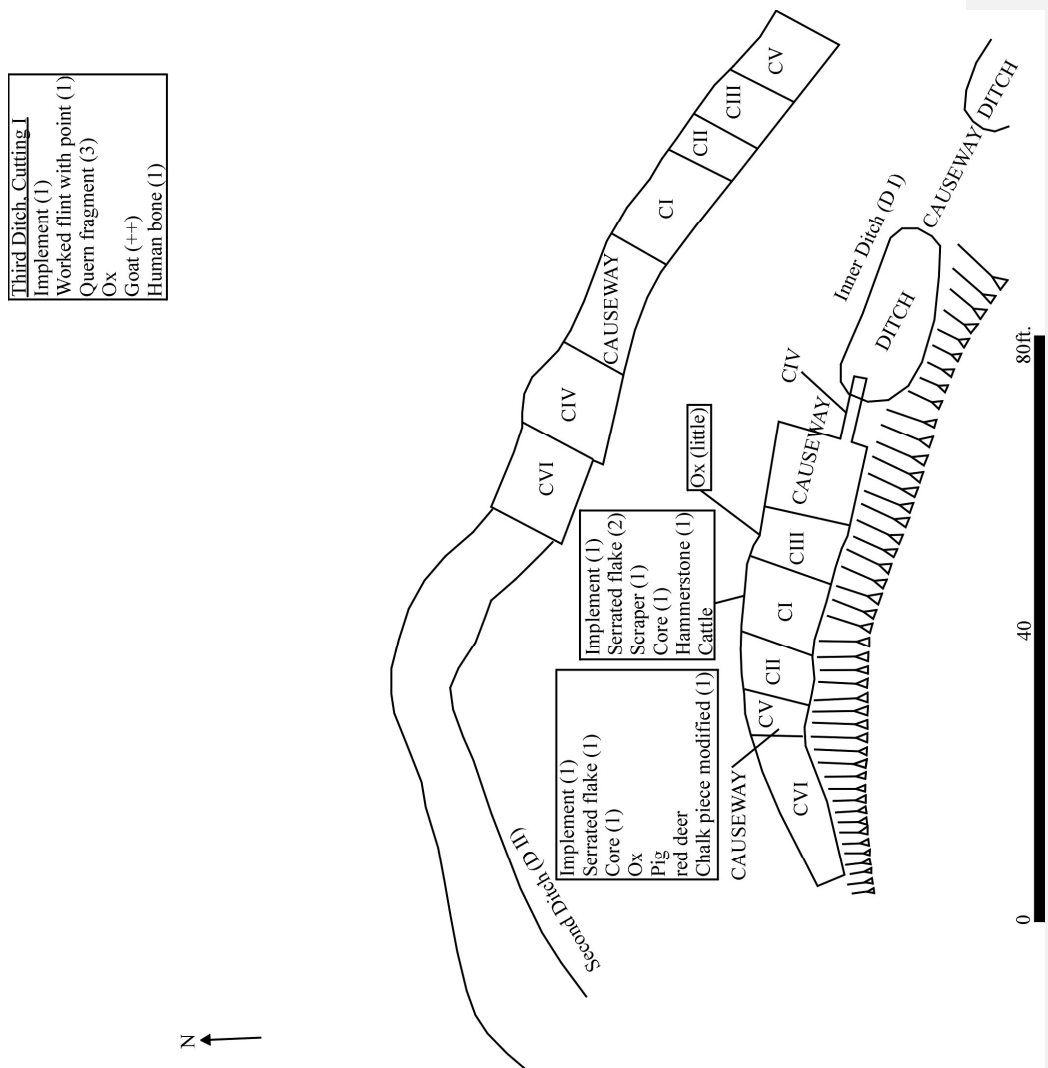 Third Ditch, Cutting I
Implement (1)
Worked flint with point (1)
Quern fragment (3)
Ox
Goat (++)
Human bone (1)
N
CVI
CIV
CAUSEWAY
CI
CII
CIII
CV
Second Ditch (D II)
Implement (1)
Serrated flake (1)
Core (1)
Ox
Pig
red deer
Chalk piece modified (1)
Implement (1)
Serrated flake (2)
Scraper (1)
Core (1)
Hammerstone (1)
Cattle
Ox (little)
CAUSEWAY
CVI
CV
CII
CI
CIII
CAUSEWAY
CIV
DITCH
Inner Ditch (D I)
CAUSEWAY
DITCH
0
40
80ft.